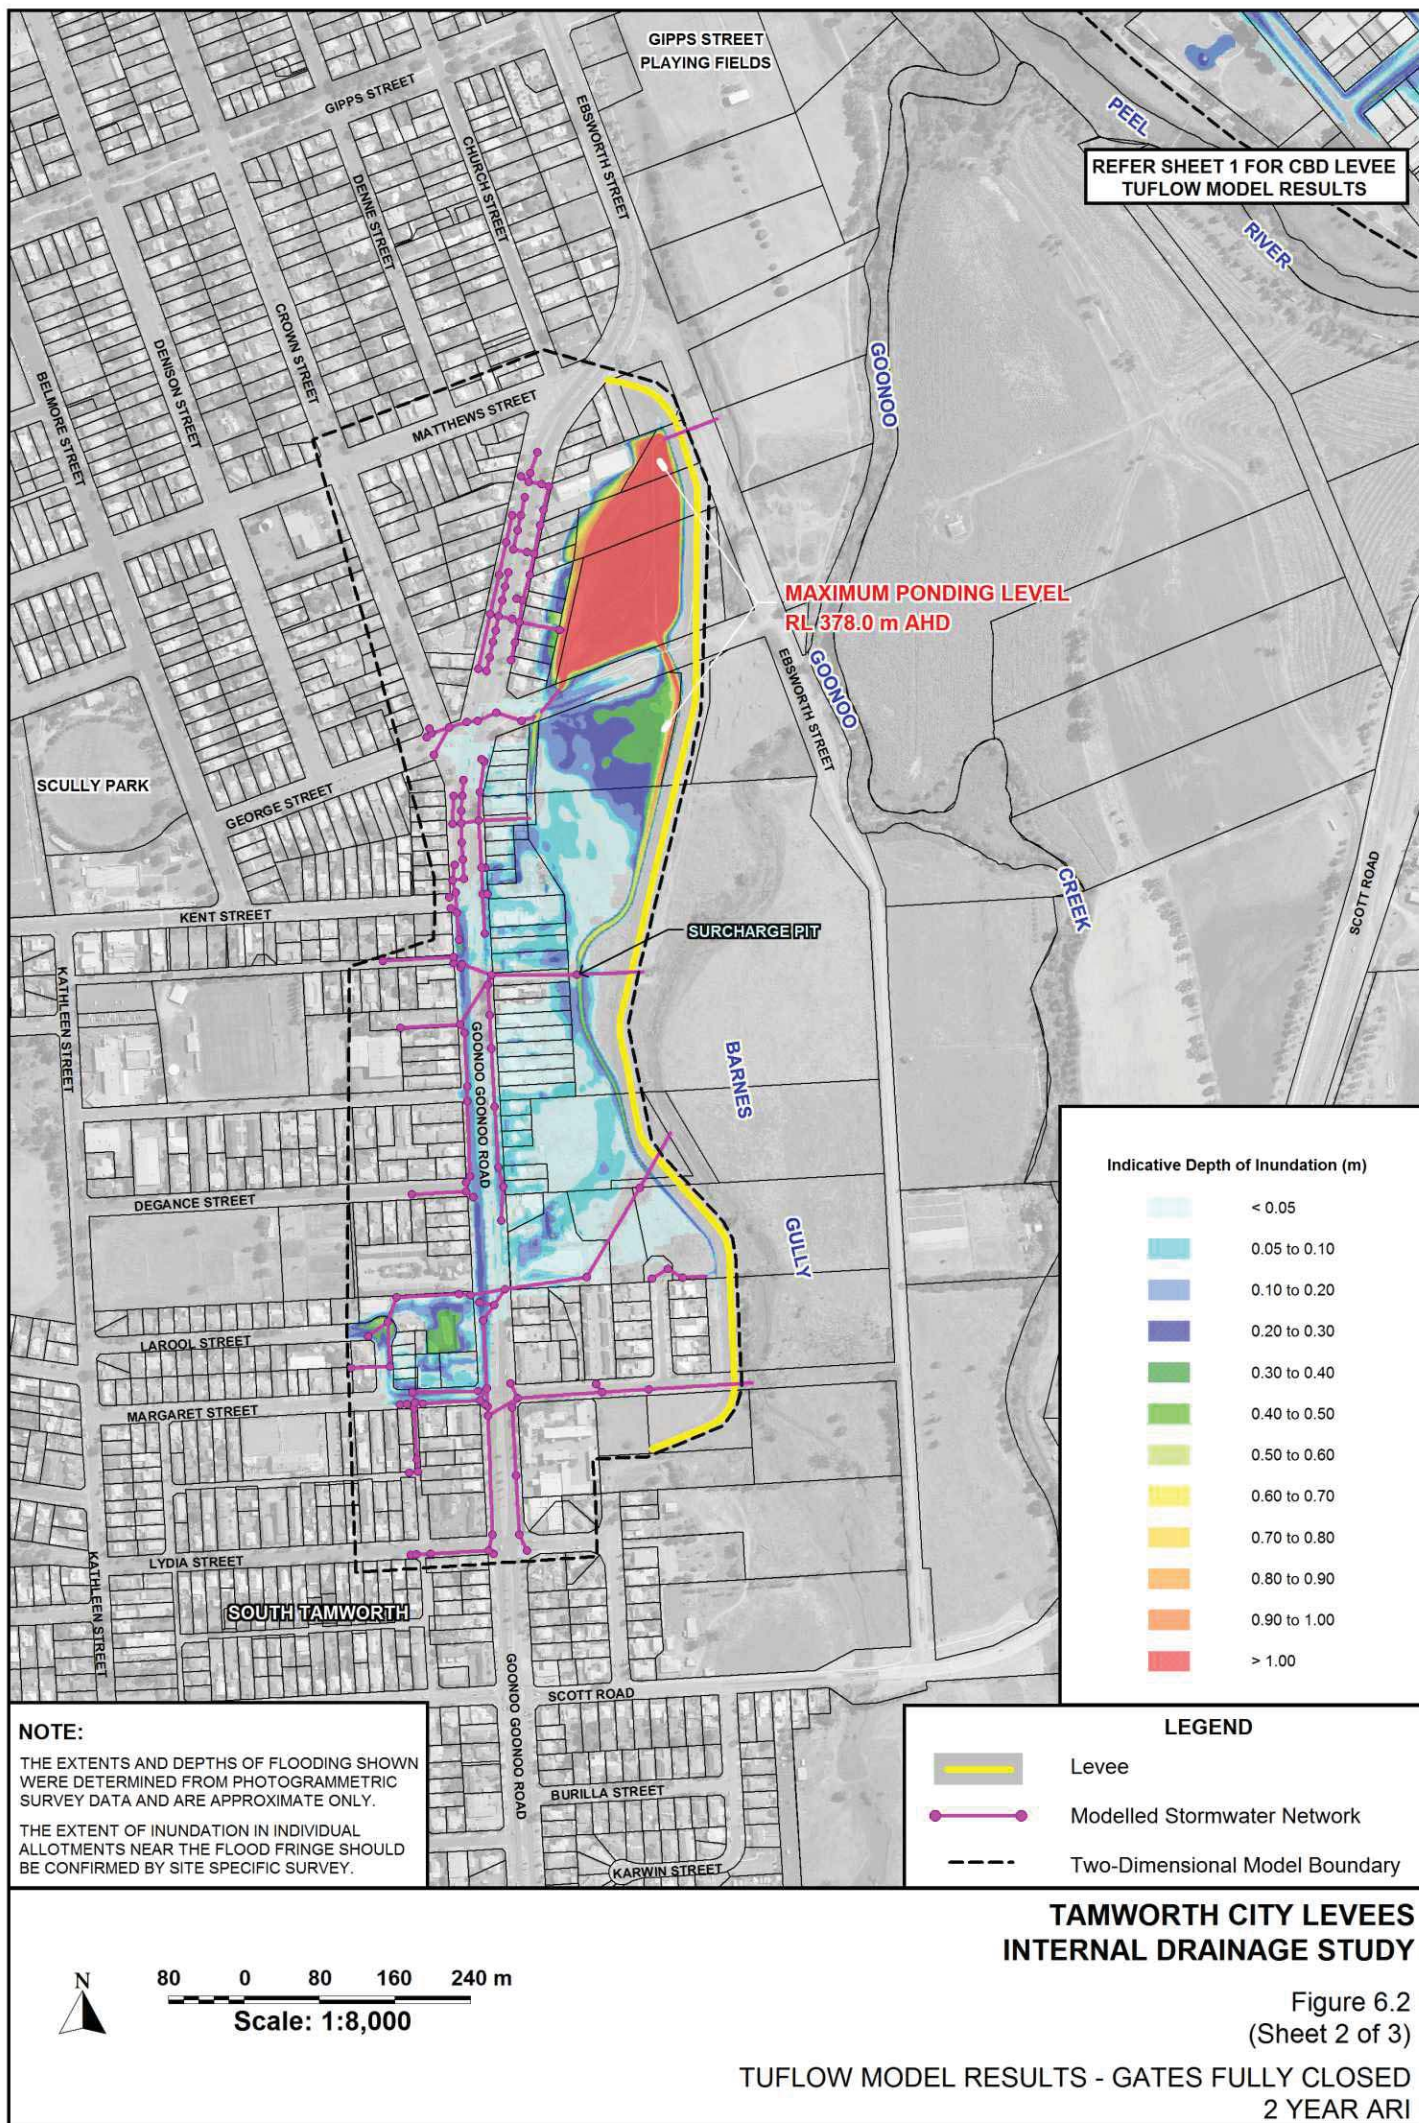 GIPPS STREET
PLAYING FIELDS
GIPPS STREET
EBSWORTH STREET
CHURCH STREET
DENNE STREET
PEEL
REFER SHEET 1 FOR CBD LEVEE
TUFLOW MODEL RESULTS
RIVER
CROWN STREET
DENISON STREET
BELMORE STREET
MATTHEWS STREET
GOONOO
MAXIMUM PONDING LEVEL
RL 378.0 m AHD
GOONOO
EBSWORTH STREET
SCULLY PARK
GEORGE STREET
CREEK
SCOTT ROAD
KENT STREET
SURCHARGE PIT
KATHLEEN STREET
GOONOO GOONOO ROAD
BARNES
DEGANCE STREET
GULLY
LAROOL STREET
MARGARET STREET
LYDIA STREET
KATHLEEN STREET
SOUTH TAMWORTH
SCOTT ROAD
GOONOO GOONOO ROAD
BURILLA STREET
KARWIN STREET
Indicative Depth of Inundation (m)
< 0.05
0.05 to 0.10
0.10 to 0.20
0.20 to 0.30
0.30 to 0.40
0.40 to 0.50
0.50 to 0.60
0.60 to 0.70
0.70 to 0.80
0.80 to 0.90
0.90 to 1.00
> 1.00
NOTE:
THE EXTENTS AND DEPTHS OF FLOODING SHOWN
WERE DETERMINED FROM PHOTOGRAMMETRIC
SURVEY DATA AND ARE APPROXIMATE ONLY.
THE EXTENT OF INUNDATION IN INDIVIDUAL
ALLOTMENTS NEAR THE FLOOD FRINGE SHOULD
BE CONFIRMED BY SITE SPECIFIC SURVEY.
LEGEND
Levee
Modelled Stormwater Network
Two-Dimensional Model Boundary
N
80 0 80 160 240 m
Scale: 1:8,000
TAMWORTH CITY LEVEES
INTERNAL DRAINAGE STUDY
Figure 6.2
(Sheet 2 of 3)
TUFLOW MODEL RESULTS - GATES FULLY CLOSED
2 YEAR ARI